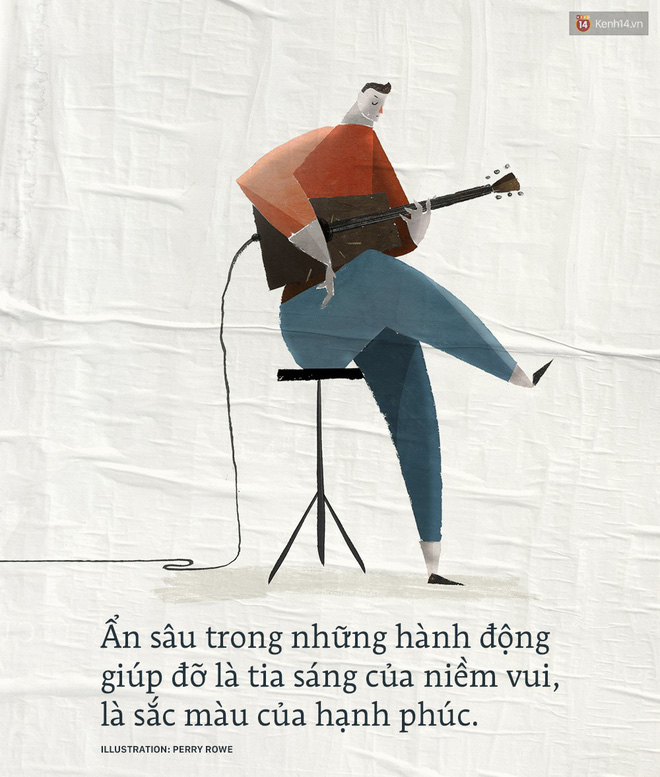 14
Kenh14.vn
Ẩn sâu trong những hành động
giúp đỡ là tia sáng của niềm vui,
là sắc màu của hạnh phúc.
ILLUSTRATION: PERRY ROWE